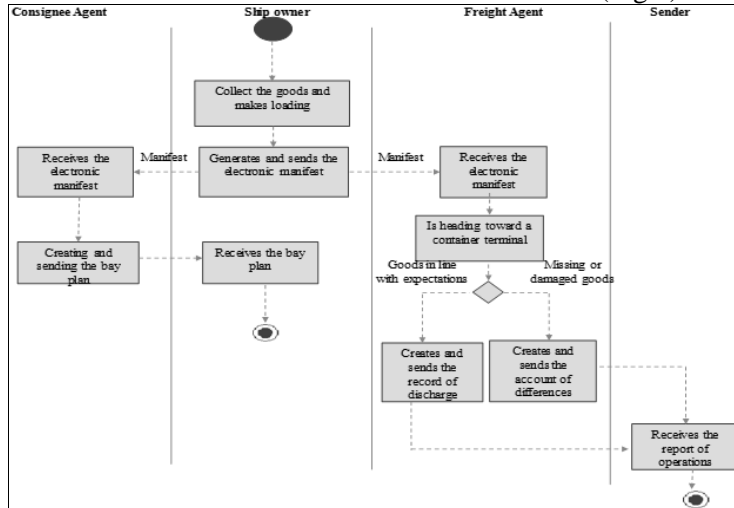 Consignee Agent
Ship owner
Freight Agent
Sender
Collect the goods and
makes loading
Receives the
electronic manifest
Manifest
Generates and sends the
electronic manifest
Manifest
Receives the
electronic manifest
Is heading toward a
container terminal
Creating and
sending the bay
plan
Receives the bay
plan
Goods in line
with expectations
Missing or
damaged goods
Creates and
sends the
record of
discharge
Creates and
sends the
account of
differences
Receives the
report of
operations